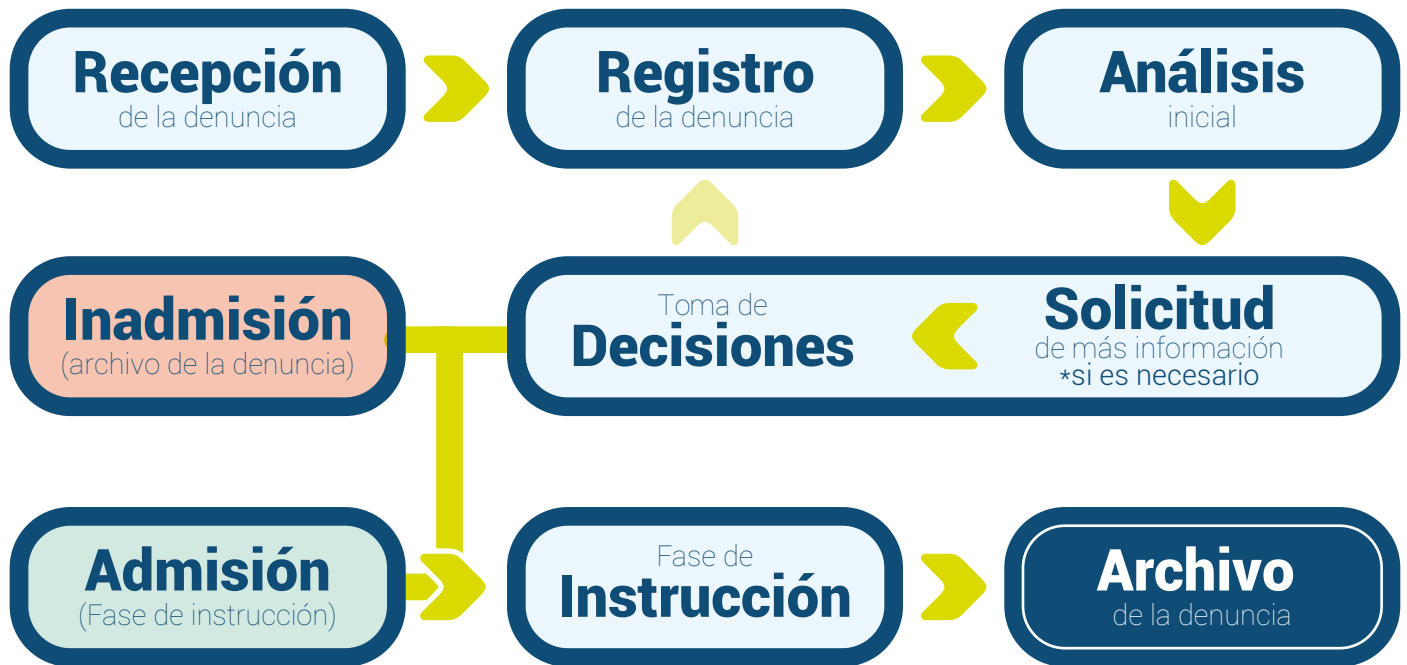 Recepción
de la denuncia
Registro
de la denuncia
Análisis
inicial
Inadmisión
(archivo de la denuncia)
Toma de
Decisiones
Solicitud
de más información
*si es necesario
Admisión
(Fase de instrucción)
Fase de
Instrucción
Archivo
de la denuncia